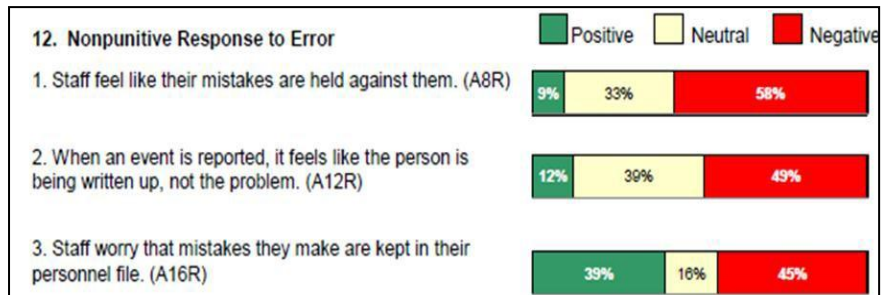 12. Nonpunitive Response to Error
Positive Neutral Negative
1. Staff feel like their mistakes are held against them. (A8R)
9% 33% 58%
2. When an event is reported, it feels like the person is
being written up, not the problem. (A12R)
12% 39% 49%
3. Staff worry that mistakes they make are kept in their
personnel file. (A16R)
39% 16% 45%